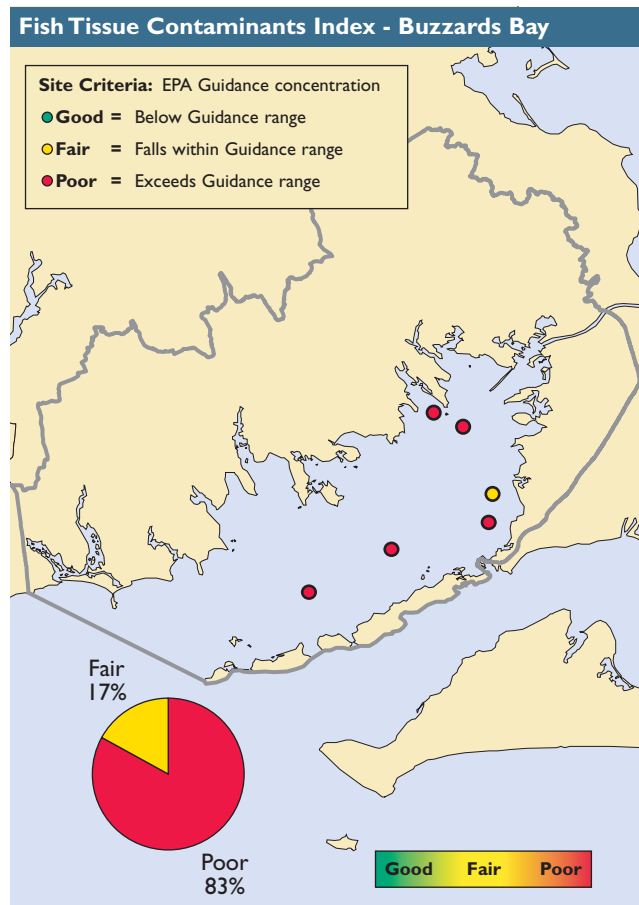 Fish Tissue Contaminants Index - Buzzards Bay
Site Criteria: EPA Guidance concentration
Good = Below Guidance range
Fair = Falls within Guidance range
Poor = Exceeds Guidance range
Fair
17%
Poor
83%
Good Fair Poor